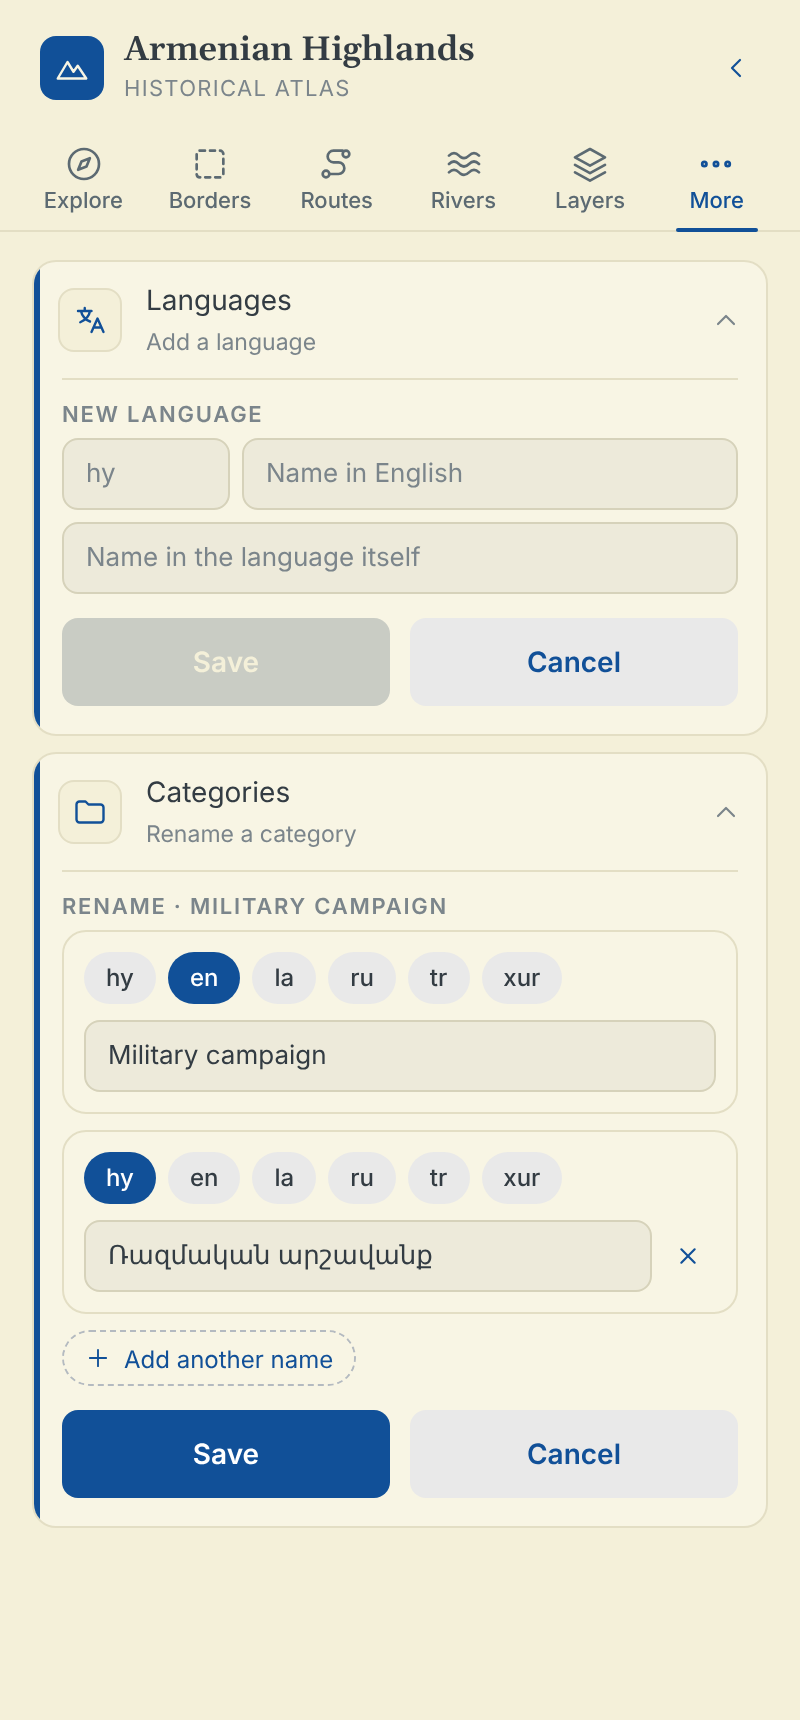 Armenian Highlands
HISTORICAL ATLAS
Explore Borders Routes Rivers Layers More
Languages
Add a language
NEW LANGUAGE
hy Name in English
Name in the language itself
Save Cancel
Categories
Rename a category
RENAME · MILITARY CAMPAIGN
hy en la ru tr xur
Military campaign
hy en la ru tr xur
Ռազմական արշավանք
Add another name
Save Cancel